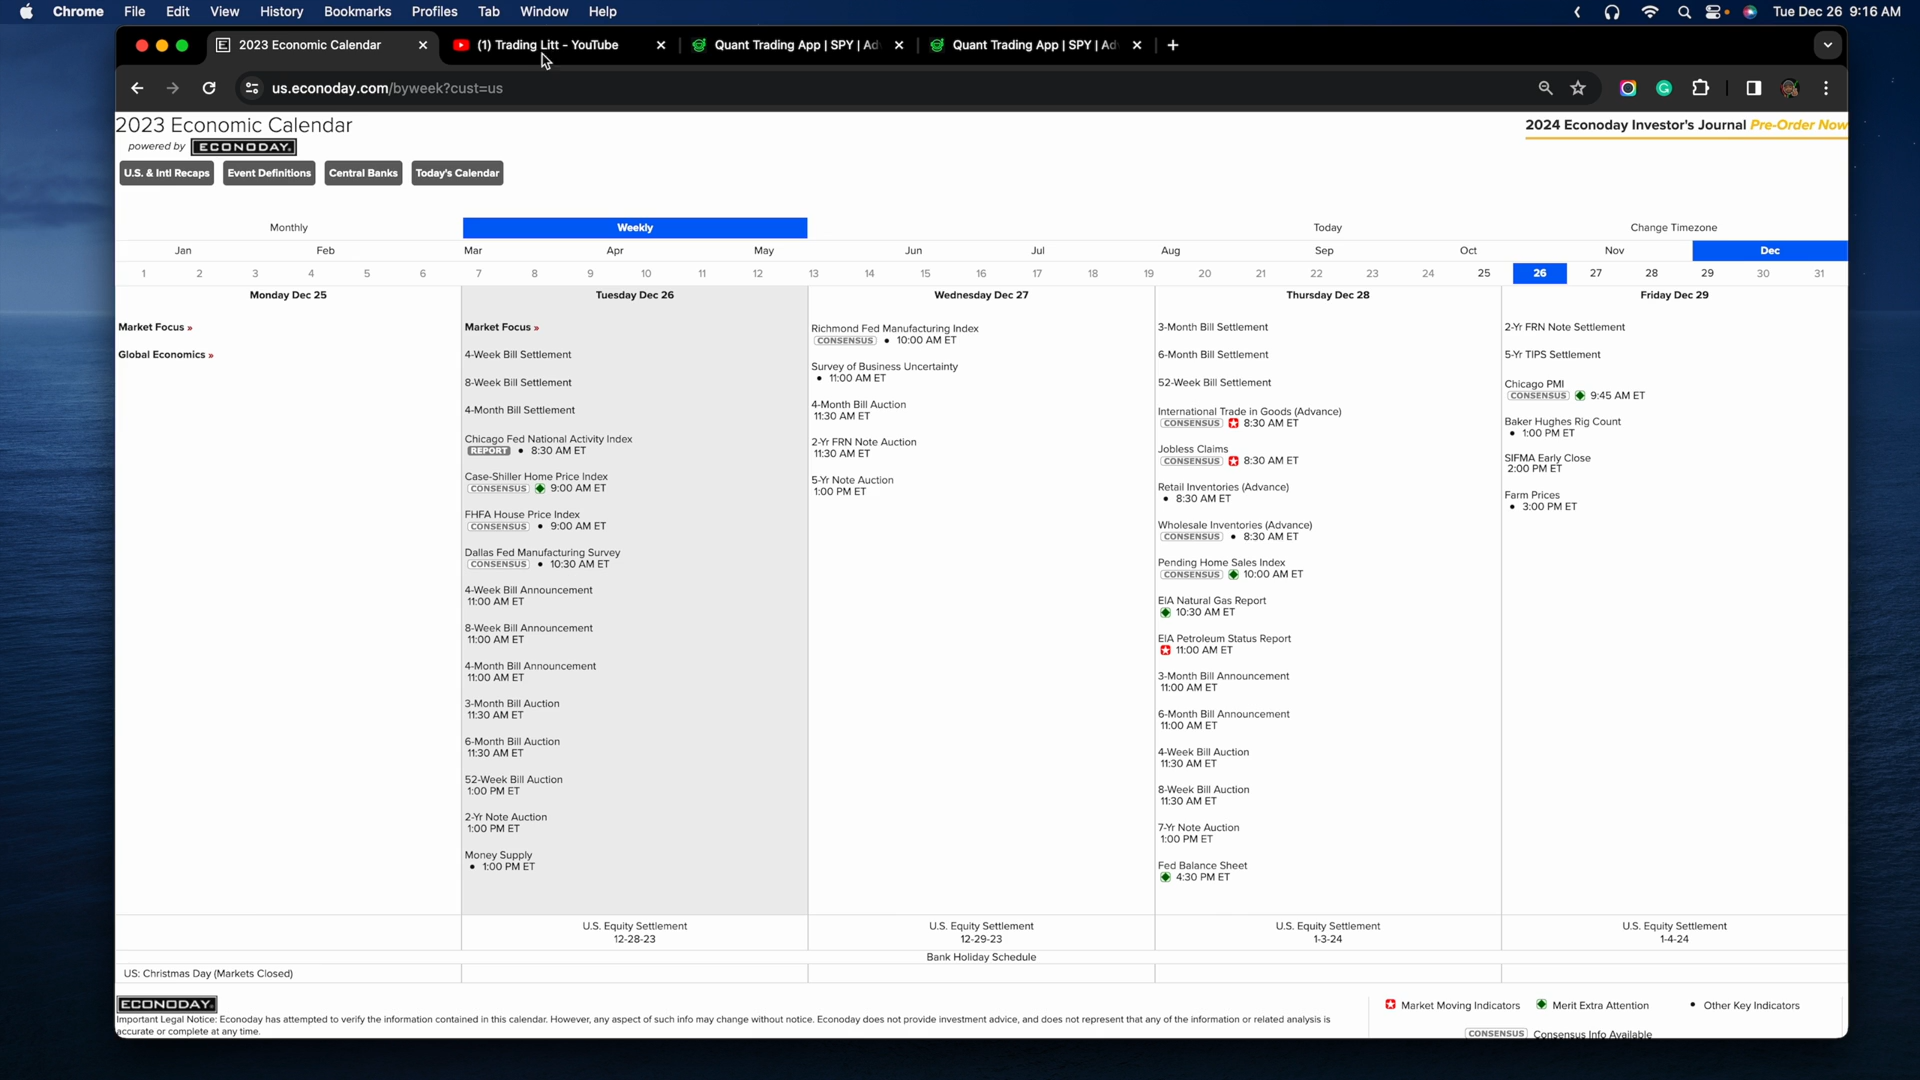 Chrome File Edit View History Bookmarks Profiles Tab Window Help Tue Dec 26 9:16 AM
2023 Economic Calendar (1) Trading Litt - YouTube Quant Trading App | SPY | Ad Quant Trading App | SPY | Ad
us.econoday.com/byweek?cust=us
2023 Economic Calendar 2024 Econoday Investor's Journal Pre-Order Now
powered by ECONODAY.
U.S. & Intl Recaps Event Definitions Central Banks Today's Calendar
Monthly Weekly Today Change Timezone
Jan Feb Mar Apr May Jun Jul Aug Sep Oct Nov Dec
1 2 3 4 5 6 7 8 9 10 11 12 13 14 15 16 17 18 19 20 21 22 23 24 25 26 27 28 29 30 31
Monday Dec 25
Market Focus »
Global Economics »
Tuesday Dec 26
Market Focus »
4-Week Bill Settlement
8-Week Bill Settlement
4-Month Bill Settlement
Chicago Fed National Activity Index
REPORT • 8:30 AM ET
Case-Shiller Home Price Index
CONSENSUS 9:00 AM ET
FHFA House Price Index
CONSENSUS • 9:00 AM ET
Dallas Fed Manufacturing Survey
CONSENSUS • 10:30 AM ET
4-Week Bill Announcement
11:00 AM ET
8-Week Bill Announcement
11:00 AM ET
4-Month Bill Announcement
11:00 AM ET
3-Month Bill Auction
11:30 AM ET
6-Month Bill Auction
11:30 AM ET
52-Week Bill Auction
1:00 PM ET
2-Yr Note Auction
1:00 PM ET
Money Supply
• 1:00 PM ET
Wednesday Dec 27
Richmond Fed Manufacturing Index
CONSENSUS • 10:00 AM ET
Survey of Business Uncertainty
• 11:00 AM ET
4-Month Bill Auction
11:30 AM ET
2-Yr FRN Note Auction
11:30 AM ET
5-Yr Note Auction
1:00 PM ET
Thursday Dec 28
3-Month Bill Settlement
6-Month Bill Settlement
52-Week Bill Settlement
International Trade in Goods (Advance)
CONSENSUS 8:30 AM ET
Jobless Claims
CONSENSUS 8:30 AM ET
Retail Inventories (Advance)
• 8:30 AM ET
Wholesale Inventories (Advance)
CONSENSUS • 8:30 AM ET
Pending Home Sales Index
CONSENSUS 10:00 AM ET
EIA Natural Gas Report
10:30 AM ET
EIA Petroleum Status Report
11:00 AM ET
3-Month Bill Announcement
11:00 AM ET
6-Month Bill Announcement
11:00 AM ET
4-Week Bill Auction
11:30 AM ET
8-Week Bill Auction
11:30 AM ET
7-Yr Note Auction
1:00 PM ET
Fed Balance Sheet
4:30 PM ET
Friday Dec 29
2-Yr FRN Note Settlement
5-Yr TIPS Settlement
Chicago PMI
CONSENSUS 9:45 AM ET
Baker Hughes Rig Count
• 1:00 PM ET
SIFMA Early Close
2:00 PM ET
Farm Prices
• 3:00 PM ET
U.S. Equity Settlement U.S. Equity Settlement U.S. Equity Settlement U.S. Equity Settlement
12-28-23 12-29-23 1-3-24 1-4-24
Bank Holiday Schedule
US: Christmas Day (Markets Closed)
ECONODAY.
Important Legal Notice: Econoday has attempted to verify the information contained in this calendar. However, any aspect of such info may change without notice. Econoday does not provide investment advice, and does not represent that any of the information or related analysis is
accurate or complete at any time.
Market Moving Indicators Merit Extra Attention • Other Key Indicators
CONSENSUS Consensus Info Available